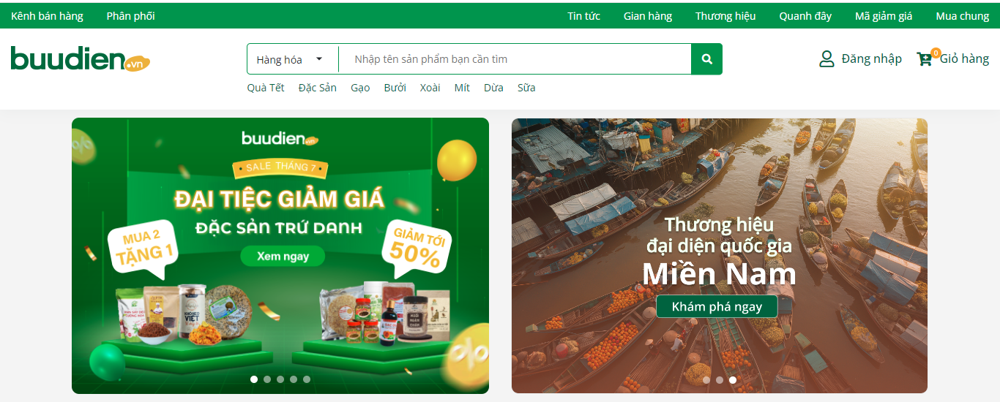 Kênh bán hàng Phân phối Tin tức Gian hàng Thương hiệu Quanh đây Mã giảm giá Mua chung
buudien.vn
Hàng hóa Nhập tên sản phẩm bạn cần tìm
Đăng nhập 0 Giỏ hàng
Quà Tết Đặc Sản Gạo Bưởi Xoài Mít Dừa Sữa
buudien.vn
SALE THÁNG 7
ĐẠI TIỆC GIẢM GIÁ
ĐẶC SẢN TRỨ DANH
MUA 2
TẶNG 1
Xem ngay
GIẢM TỚI
50%
%
%
Thương hiệu
đại diện quốc gia
Miền Nam
Khám phá ngay